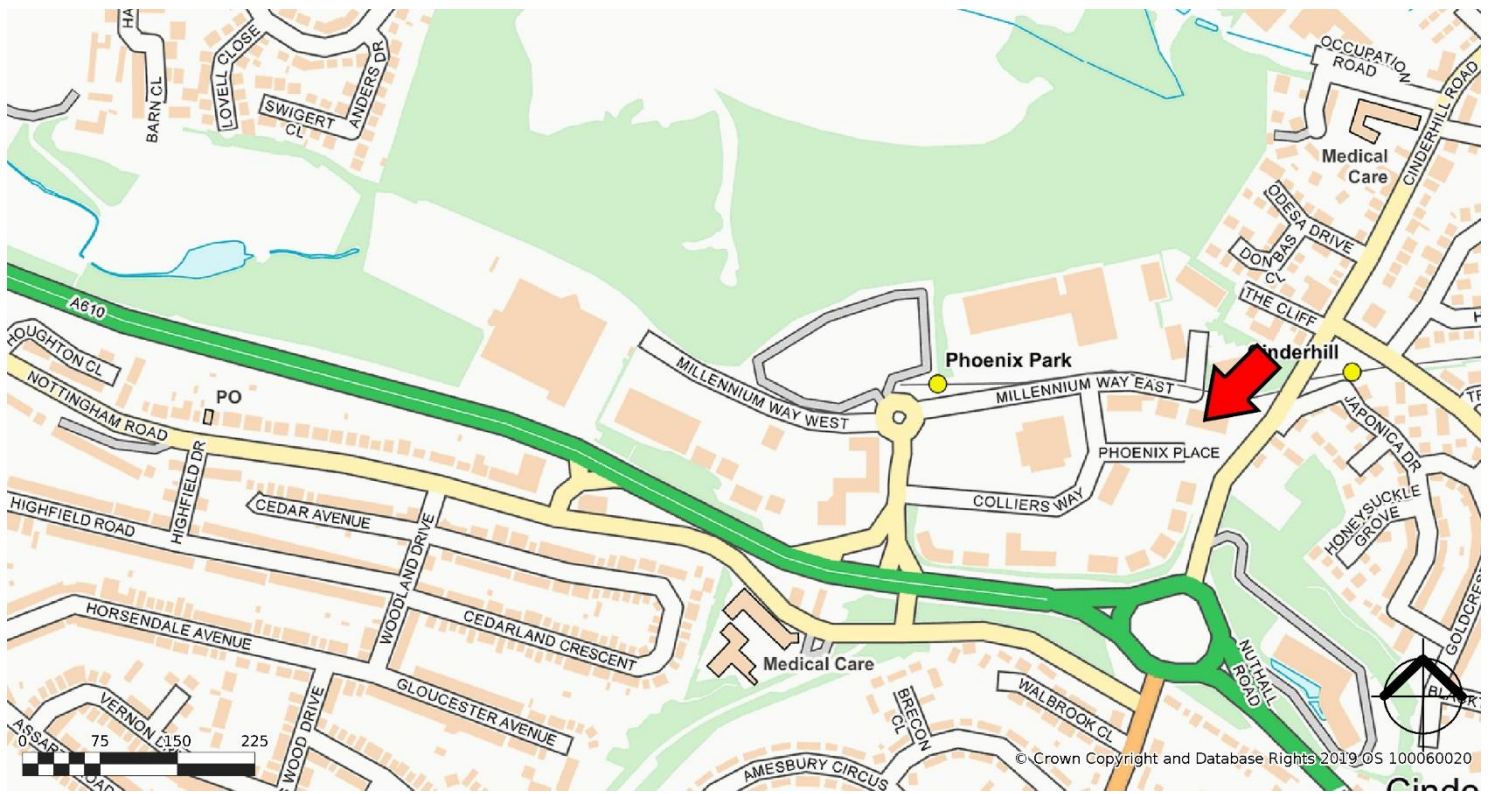 OCCUPATION
ROAD
LOVELL CLOSE
ANDERS DR
BARN CL
SWIGERT
CL
CINDERHILL ROAD
Medical
Care
ODESA DRIVE
DONBAS
CL
THE CLIFF
A610
Phoenix Park
MILLENNIUM WAY WEST
MILLENNIUM WAY EAST
PHOENIX PLACE
COLLIERS WAY
JAPONICA DR
HONEYSUCKLE
GROVE
PO
NOTTINGHAM ROAD
HIGHFIELD DR
HIGHFIELD ROAD
CEDAR AVENUE
WOODLAND DRIVE
CEDARLAND CRESCENT
HORSENDALE AVENUE
GLOUCESTER AVENUE
Medical Care
NUTHALL
ROAD
WALBROOK CL
BRECON
CL
AMESBURY CIRCUS
WOOD DRIVE
0 75 150 225
© Crown Copyright and Database Rights 2019 OS 100060020